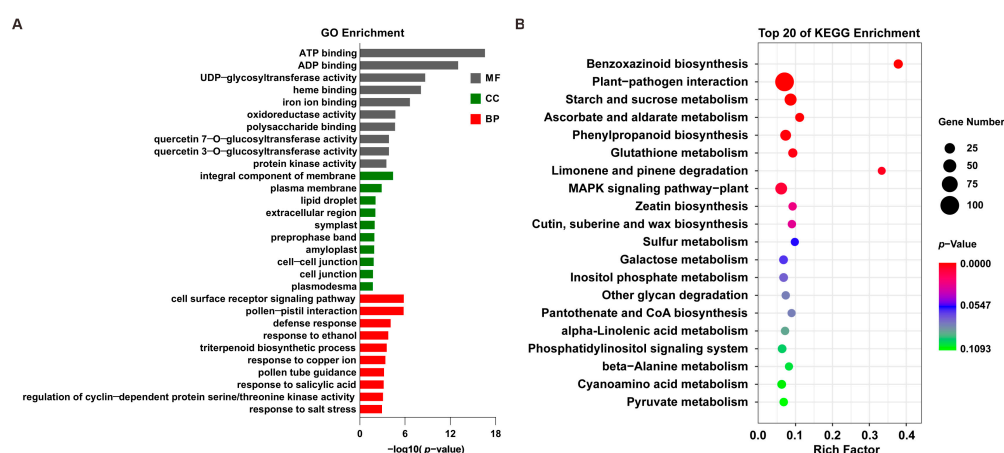 A
GO Enrichment
ATP binding
ADP binding
UDP−glycosyltransferase activity
heme binding
iron ion binding
oxidoreductase activity
polysaccharide binding
quercetin 7−O−glucosyltransferase activity
quercetin 3−O−glucosyltransferase activity
protein kinase activity
integral component of membrane
plasma membrane
lipid droplet
extracellular region
symplast
preprophase band
amyloplast
cell−cell junction
cell junction
plasmodesma
cell surface receptor signaling pathway
pollen−pistil interaction
defense response
response to ethanol
triterpenoid biosynthetic process
response to copper ion
pollen tube guidance
response to salicylic acid
regulation of cyclin−dependent protein serine/threonine kinase activity
response to salt stress
MF
CC
BP
0 6 12 18
−log10( p−value)
B
Top 20 of KEGG Enrichment
Benzoxazinoid biosynthesis
Plant−pathogen interaction
Starch and sucrose metabolism
Ascorbate and aldarate metabolism
Phenylpropanoid biosynthesis
Glutathione metabolism
Limonene and pinene degradation
MAPK signaling pathway−plant
Zeatin biosynthesis
Cutin, suberine and wax biosynthesis
Sulfur metabolism
Galactose metabolism
Inositol phosphate metabolism
Other glycan degradation
Pantothenate and CoA biosynthesis
alpha−Linolenic acid metabolism
Phosphatidylinositol signaling system
beta−Alanine metabolism
Cyanoamino acid metabolism
Pyruvate metabolism
0.0 0.1 0.2 0.3 0.4
Rich Factor
Gene Number
25
50
75
100
p−Value
0.0000
0.0547
0.1093